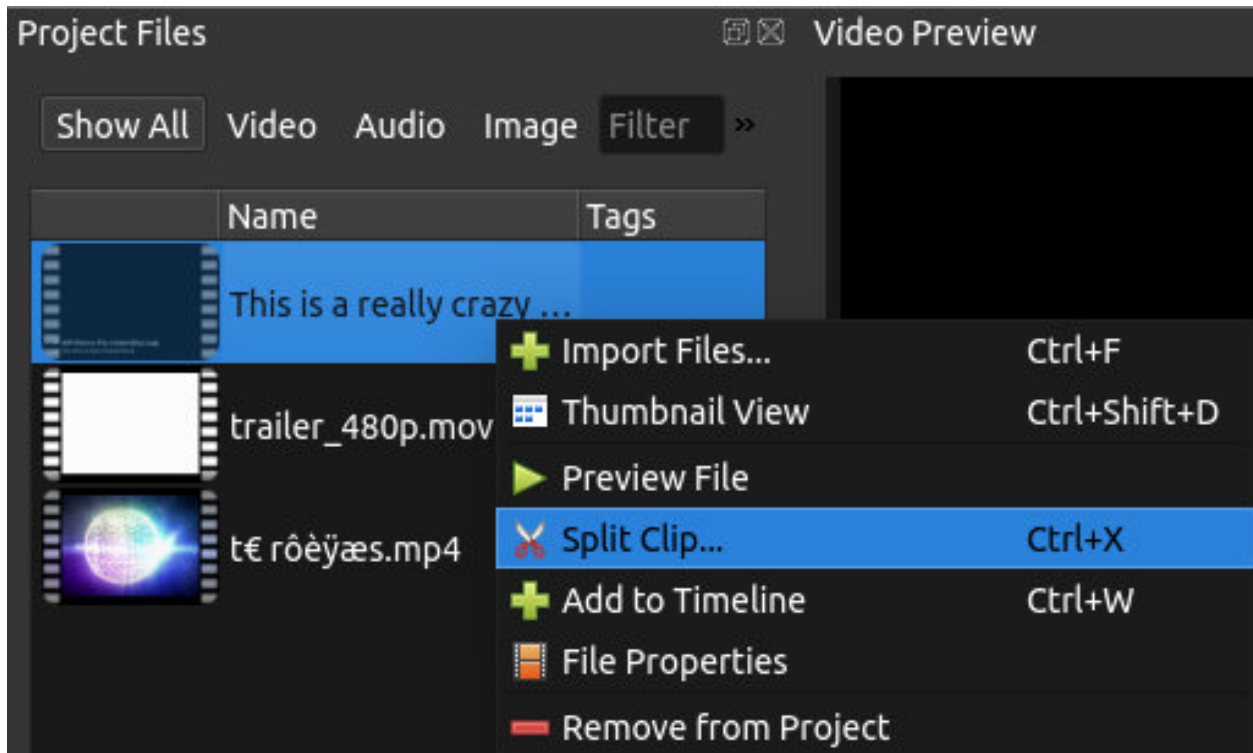 Project Files
Video Preview
Show All Video Audio Image Filter »
Name Tags
This is a really crazy ...
trailer_480p.mov
t€ rôèÿæs.mp4
Import Files... Ctrl+F
Thumbnail View Ctrl+Shift+D
Preview File
Split Clip... Ctrl+X
Add to Timeline Ctrl+W
File Properties
Remove from Project